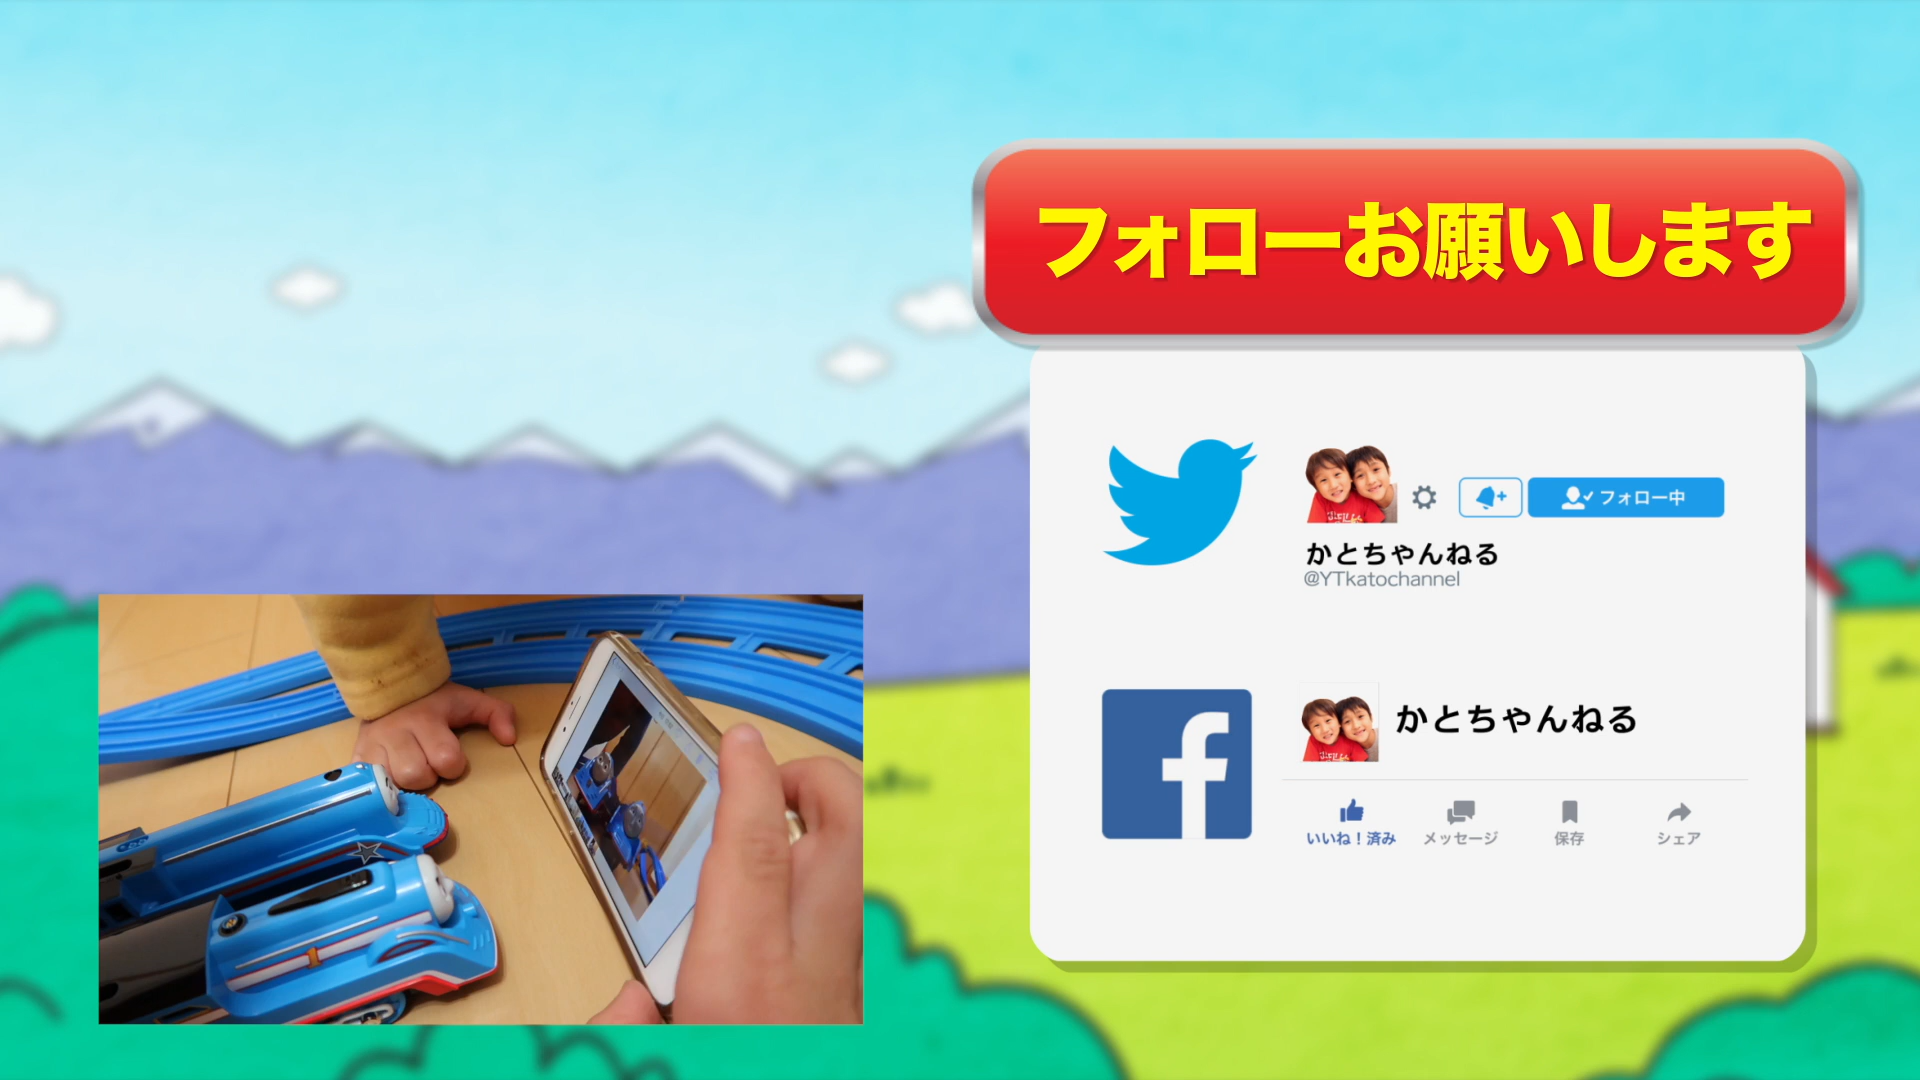 フォローお願いします
フォロー中
かとちゃんねる
@YTkatochannel
かとちゃんねる
いいね！済み
メッセージ
保存
シェア